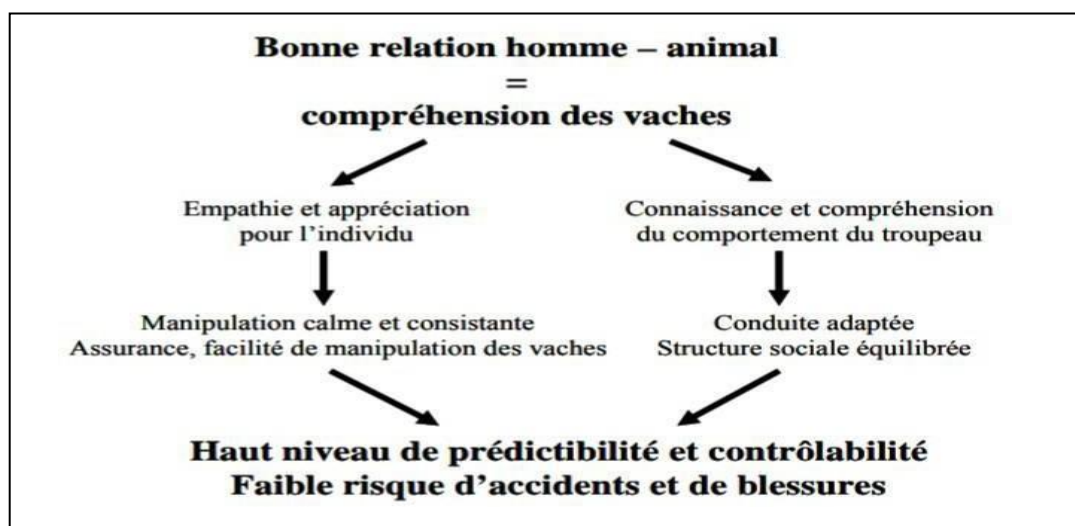 Bonne relation homme – animal
=
compréhension des vaches
Empathie et appréciation
pour l'individu
Connaissance et compréhension
du comportement du troupeau
Manipulation calme et consistante
Assurance, facilité de manipulation des vaches
Conduite adaptée
Structure sociale équilibrée
Haut niveau de prédictibilité et contrôlabilité
Faible risque d'accidents et de blessures